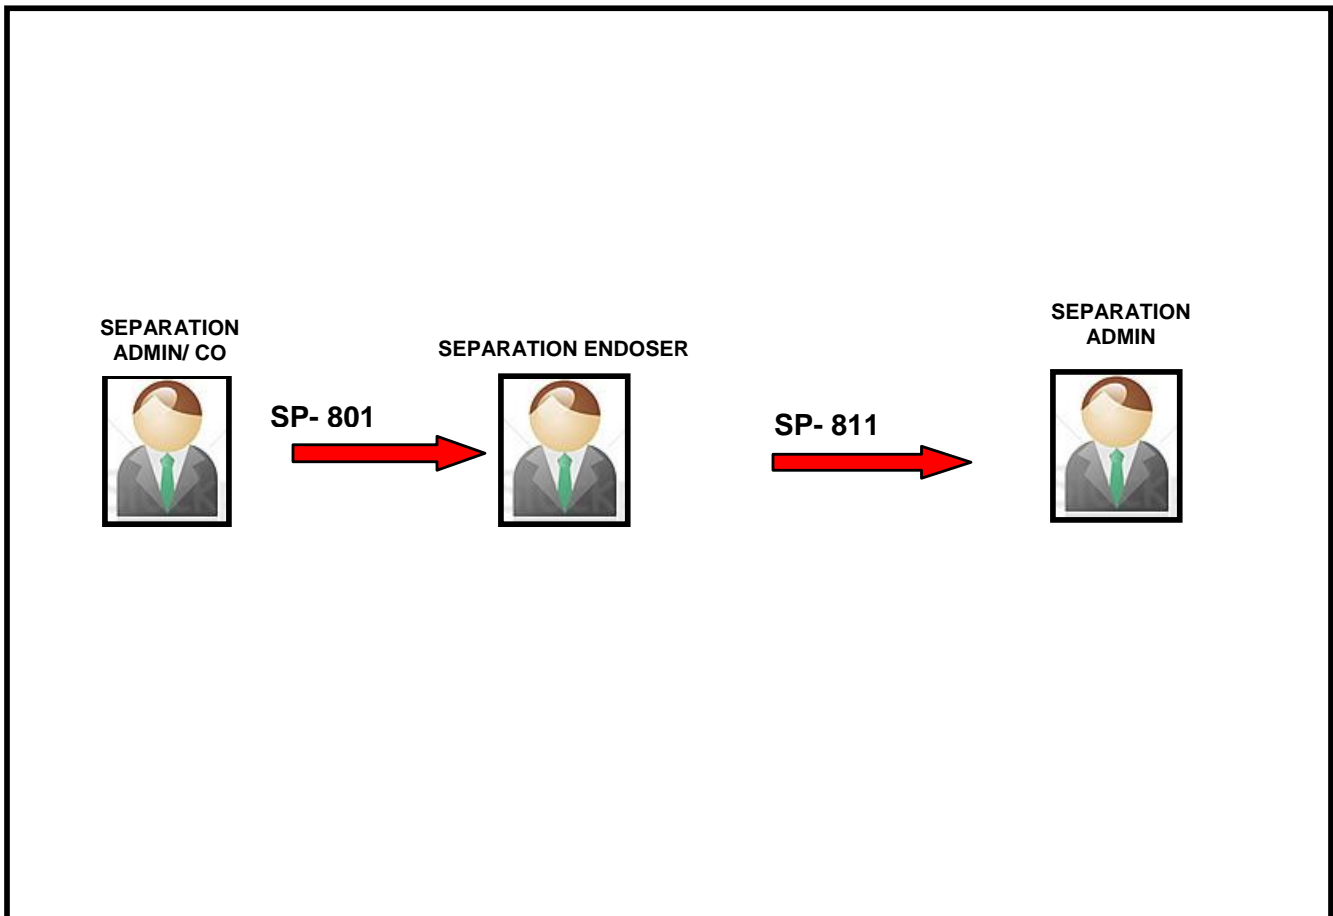 SEPARATION
ADMIN/ CO
SEPARATION ENDOSER
SEPARATION
ADMIN
SP- 801
SP- 811